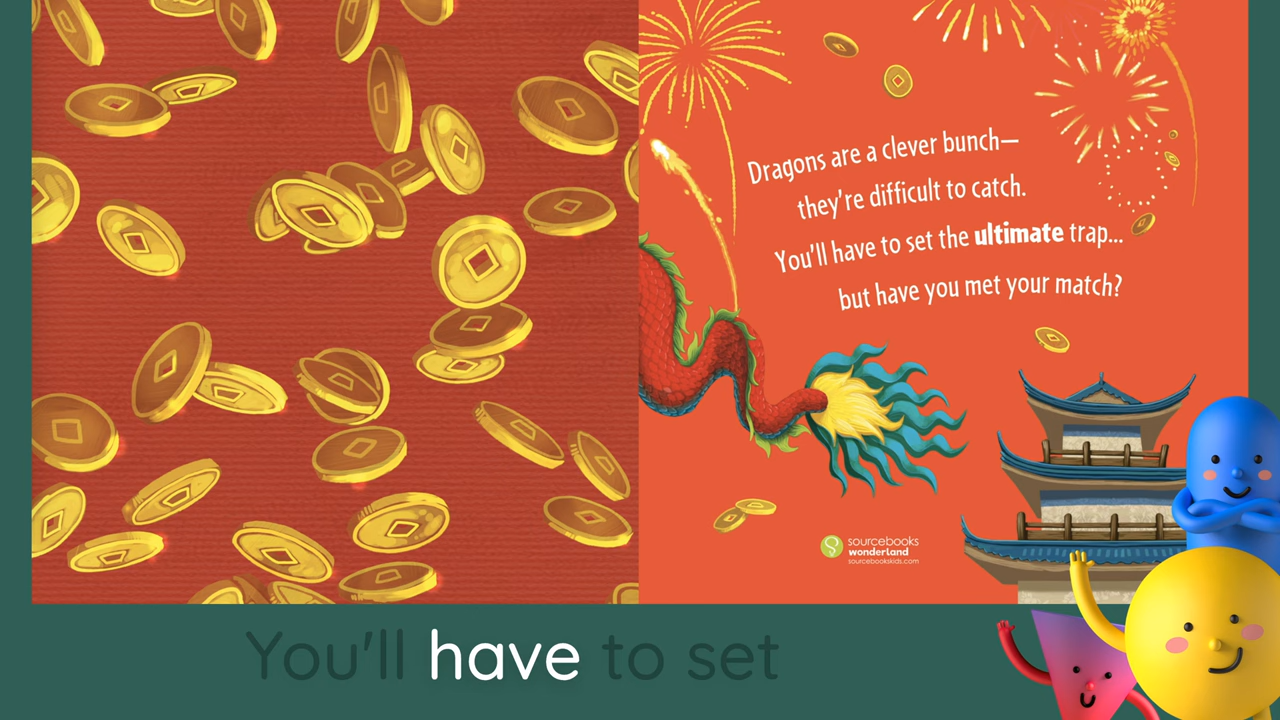 Dragons are a clever bunch—
they're difficult to catch.
You'll have to set the ultimate trap...
but have you met your match?
sourcebooks
wonderland
sourcebookskids.com
You'll have to set